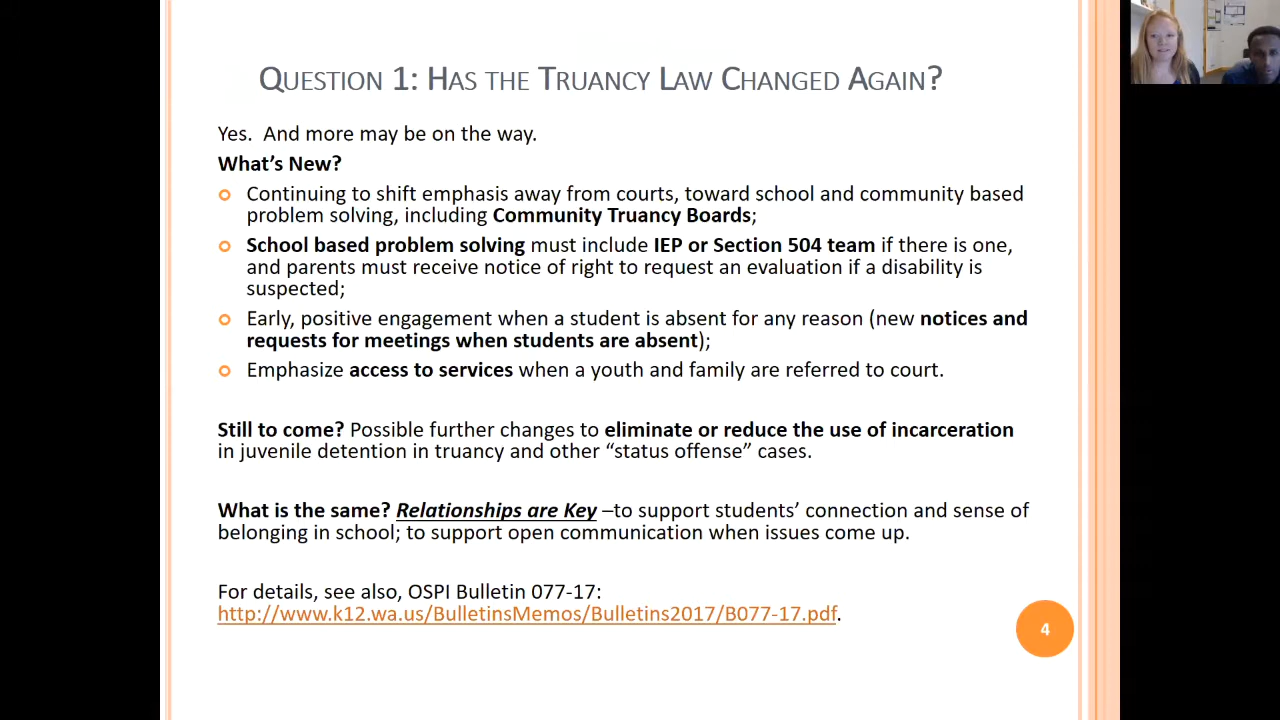 QUESTION 1: HAS THE TRUANCY LAW CHANGED AGAIN?
Yes.  And more may be on the way.
What's New?
Continuing to shift emphasis away from courts, toward school and community based
problem solving, including Community Truancy Boards;
School based problem solving must include IEP or Section 504 team if there is one,
and parents must receive notice of right to request an evaluation if a disability is
suspected;
Early, positive engagement when a student is absent for any reason (new notices and
requests for meetings when students are absent);
Emphasize access to services when a youth and family are referred to court.
Still to come? Possible further changes to eliminate or reduce the use of incarceration
in juvenile detention in truancy and other “status offense” cases.
What is the same? Relationships are Key –to support students’ connection and sense of
belonging in school; to support open communication when issues come up.
For details, see also, OSPI Bulletin 077-17:
http://www.k12.wa.us/BulletinsMemos/Bulletins2017/B077-17.pdf.
4